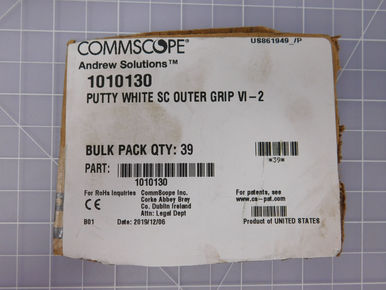 COMMSCOPE®
US861949_/P
Andrew Solutions™
1010130
PUTTY WHITE SC OUTER GRIP VI-2
BULK PACK QTY: 39
*39*
PART:
1010130
For RoHs Inquiries CommScope Inc.
Corke Abbey Bray
Co. Dublin Ireland
Attn: Legal Dept
For patents, see
www.cs-pat.com
CE
B01 Date: 2019/12/06
Product of UNITED STATES